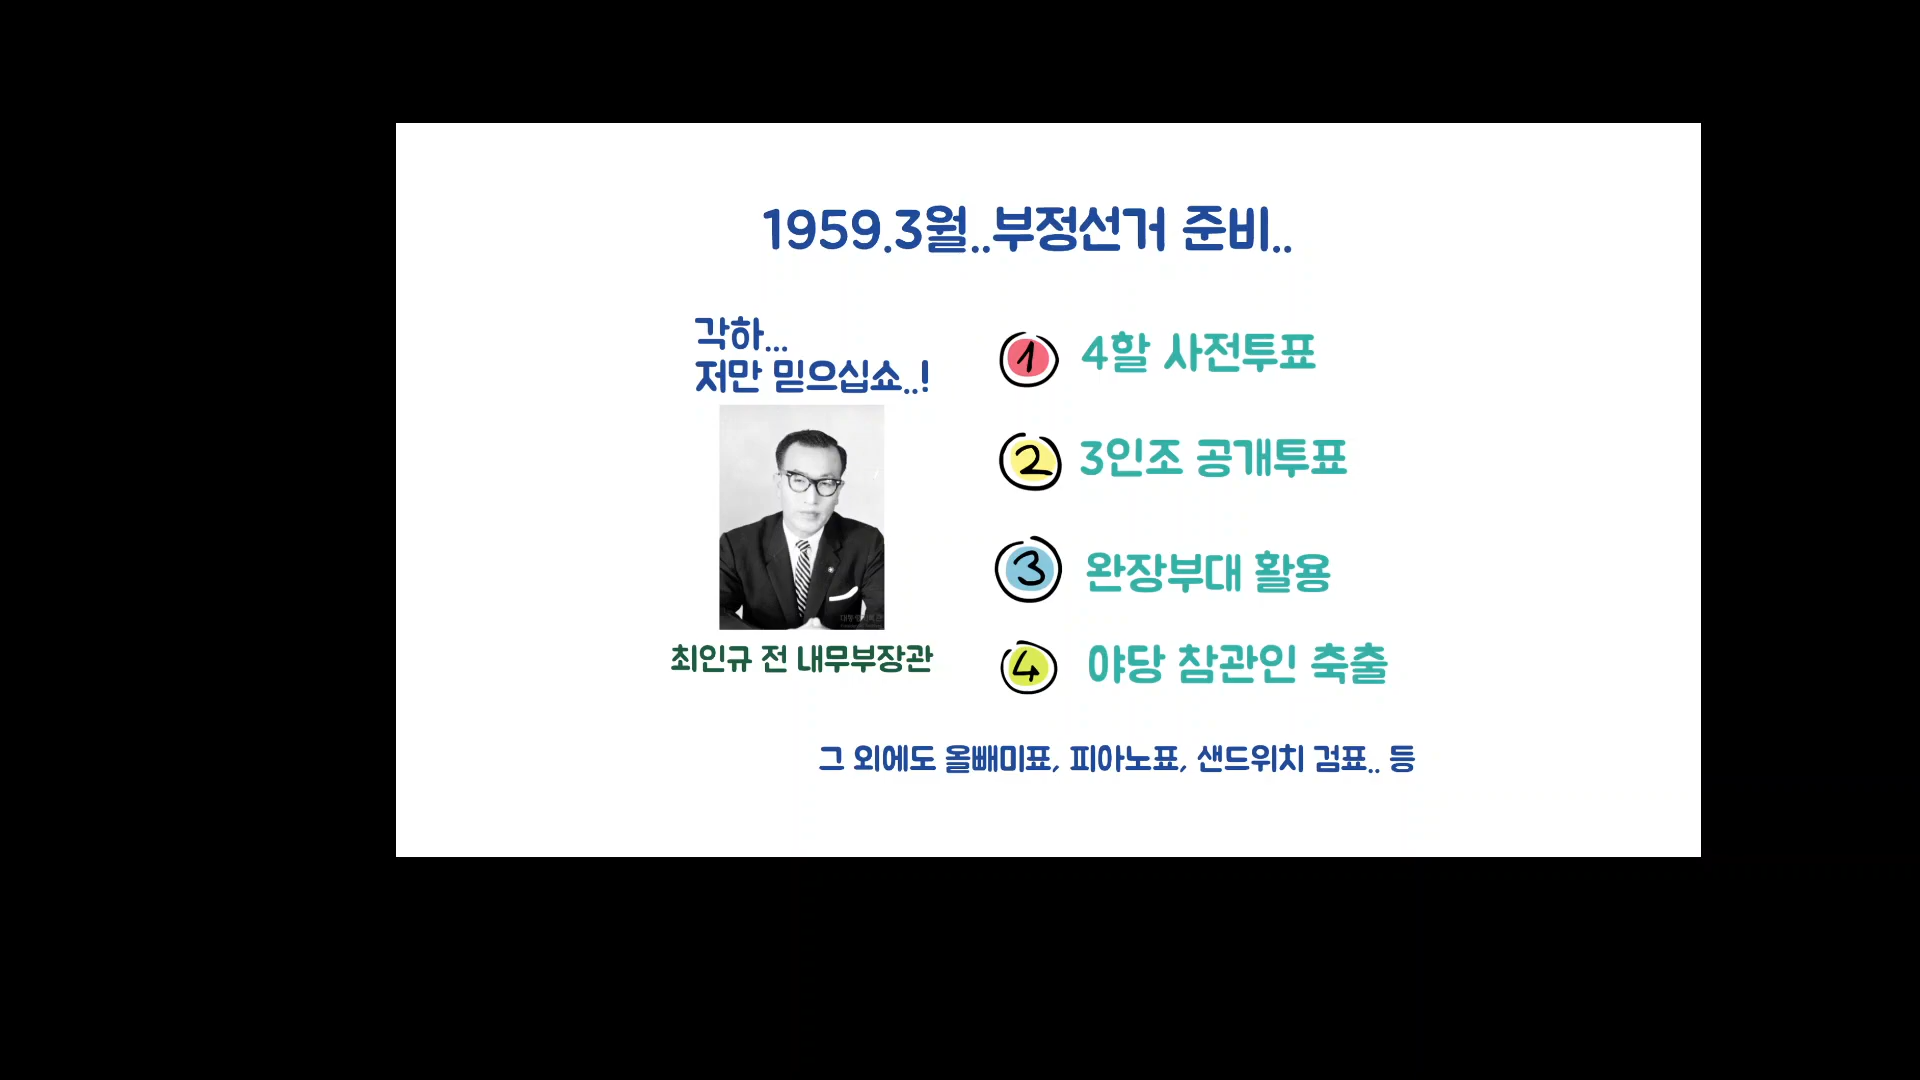 1959.3월..부정선거 준비..
각하...
저만 믿으십쇼..!
최인규 전 내무부장관
1 4할 사전투표
2 3인조 공개투표
3 완장부대 활용
4 야당 참관인 축출
그 외에도 올빼미표, 피아노표, 샌드위치 검표.. 등